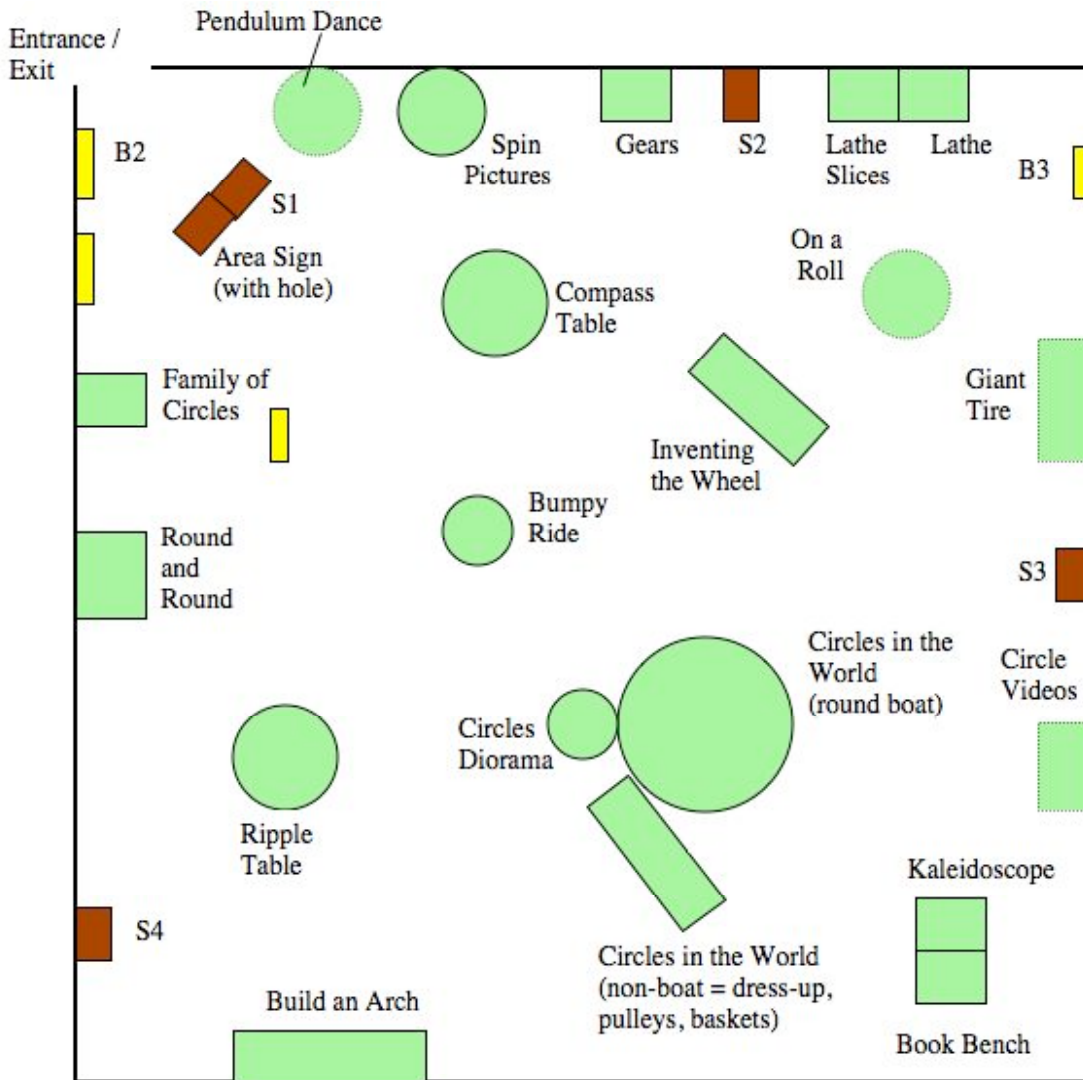 Pendulum Dance
Entrance /
Exit
B2
Spin
Pictures
Gears
S2
Lathe
Slices
Lathe
B3
S1
Area Sign
(with hole)
On a
Roll
Compass
Table
Family of
Circles
Giant
Tire
Inventing
the Wheel
Bumpy
Ride
Round
and
Round
S3
Circles in the
World
(round boat)
Circle
Videos
Circles
Diorama
Ripple
Table
Kaleidoscope
S4
Circles in the World
(non-boat = dress-up,
pulleys, baskets)
Build an Arch
Book Bench